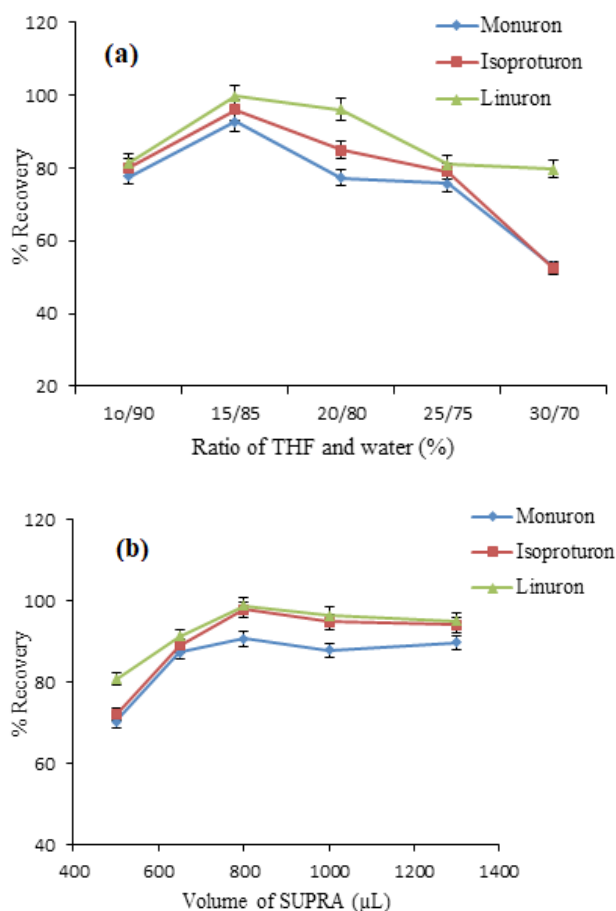 120
(a)
Monuron
Isoproturon
Linuron
100
80
60
40
20
% Recovery
1o/90 15/85 20/80 25/75 30/70
Ratio of THF and water (%)
120
(b)
Monuron
Isoproturon
Linuron
100
80
60
40
% Recovery
400 600 800 1000 1200 1400
Volume of SUPRA (µL)